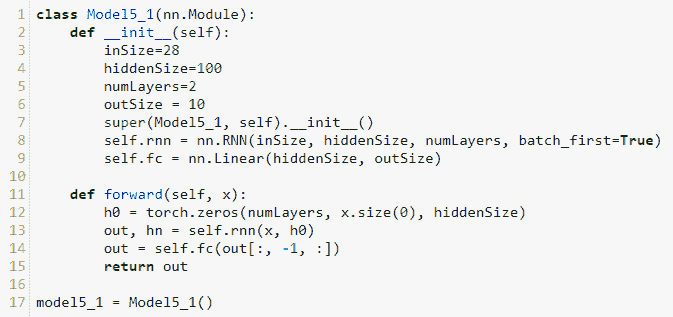 1 class Model5_1(nn.Module):
2     def __init__(self):
3         inSize=28
4         hiddenSize=100
5         numLayers=2
6         outSize = 10
7         super(Model5_1, self).__init__()
8         self.rnn = nn.RNN(inSize, hiddenSize, numLayers, batch_first=True)
9         self.fc = nn.Linear(hiddenSize, outSize)
10
11     def forward(self, x):
12         h0 = torch.zeros(numLayers, x.size(0), hiddenSize)
13         out, hn = self.rnn(x, h0)
14         out = self.fc(out[:, -1, :])
15         return out
16
17 model5_1 = Model5_1()